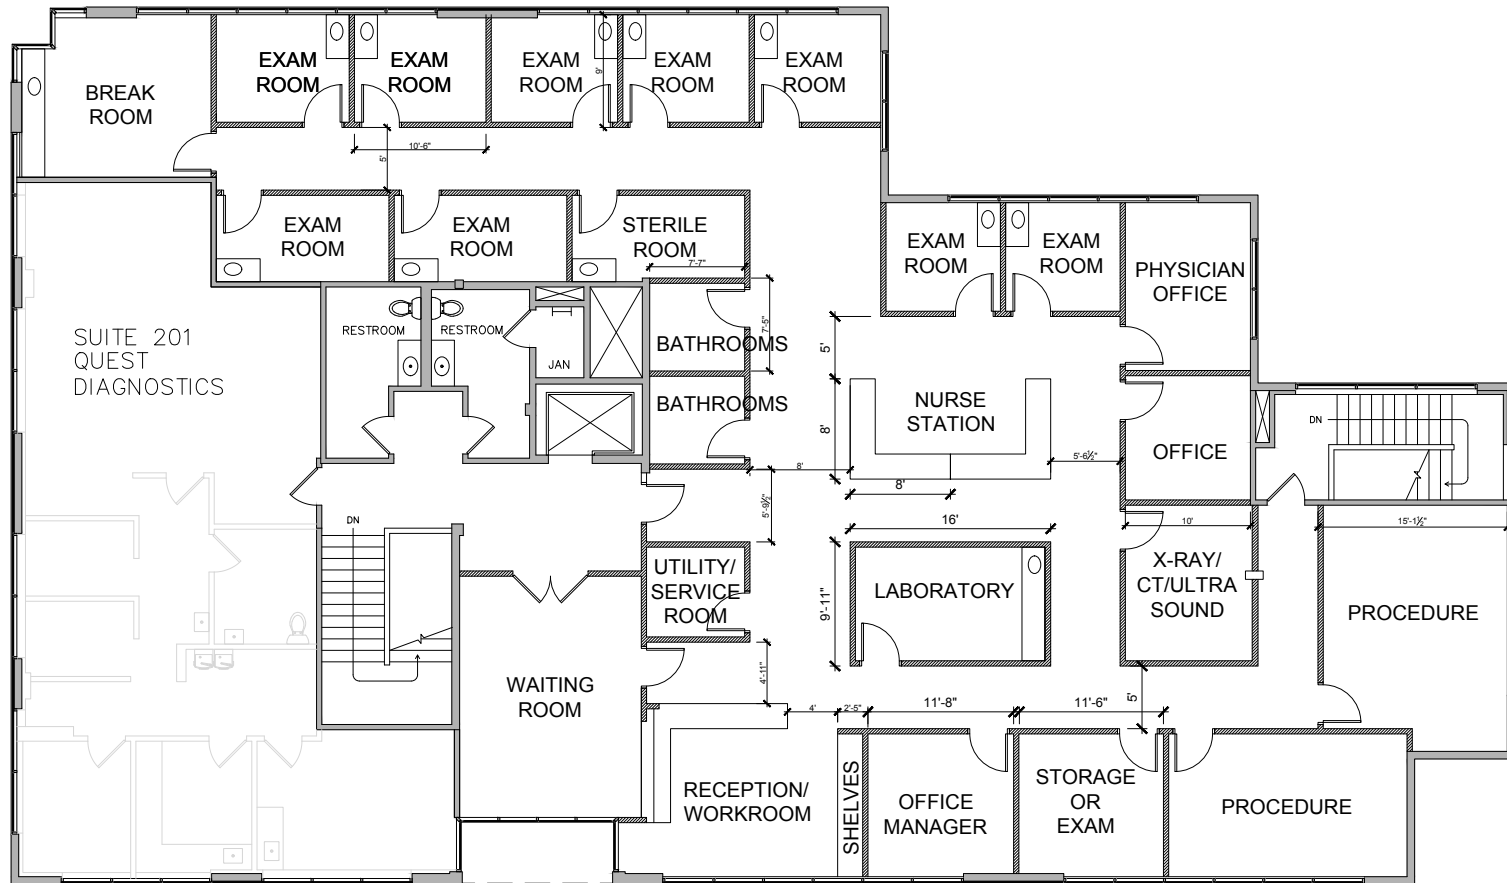 EXAM
ROOM
EXAM
ROOM
EXAM
ROOM
EXAM
ROOM
EXAM
ROOM
9'
BREAK
ROOM
10'-6"
5'
EXAM
ROOM
EXAM
ROOM
STERILE
ROOM
7'-7"
EXAM
ROOM
EXAM
ROOM
PHYSICIAN
OFFICE
SUITE 201
QUEST
DIAGNOSTICS
RESTROOM
RESTROOM
JAN
BATHROOMS
7'-5"
BATHROOMS
5'
8'
NURSE
STATION
OFFICE
DN
8'
8'
5'-6½"
5'-9½"
DN
16'
10'
15'-1½"
UTILITY/
SERVICE
ROOM
9'-11"
LABORATORY
X-RAY/
CT/ULTRA
SOUND
PROCEDURE
WAITING
ROOM
4'-11"
4'
2'-5"
11'-8"
11'-6"
5'
RECEPTION/
WORKROOM
SHELVES
OFFICE
MANAGER
STORAGE
OR
EXAM
PROCEDURE